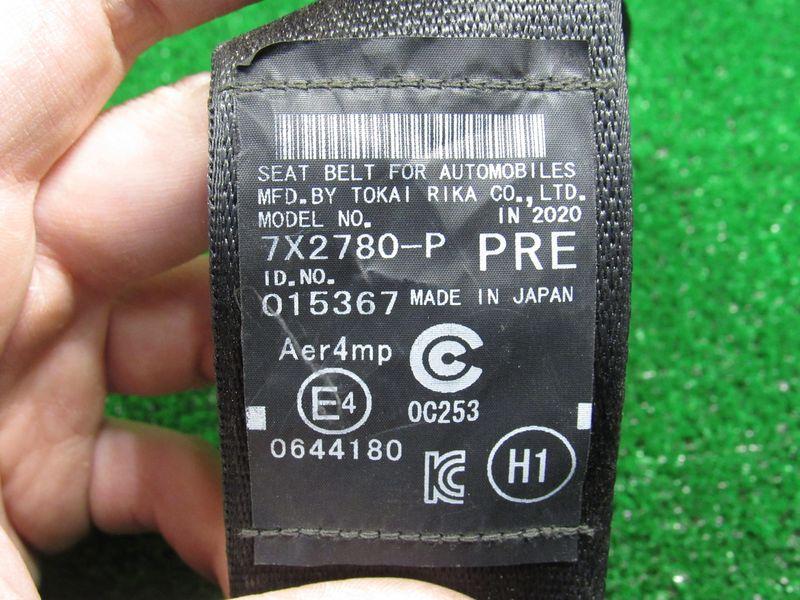 SEAT BELT FOR AUTOMOBILES
MFD.BY TOKAI RIKA CO.,LTD.
MODEL NO. IN 2020
7X2780-P PRE
ID.NO.
015367 MADE IN JAPAN
Aer4mp
E4
0C253
0644180
KC
H1